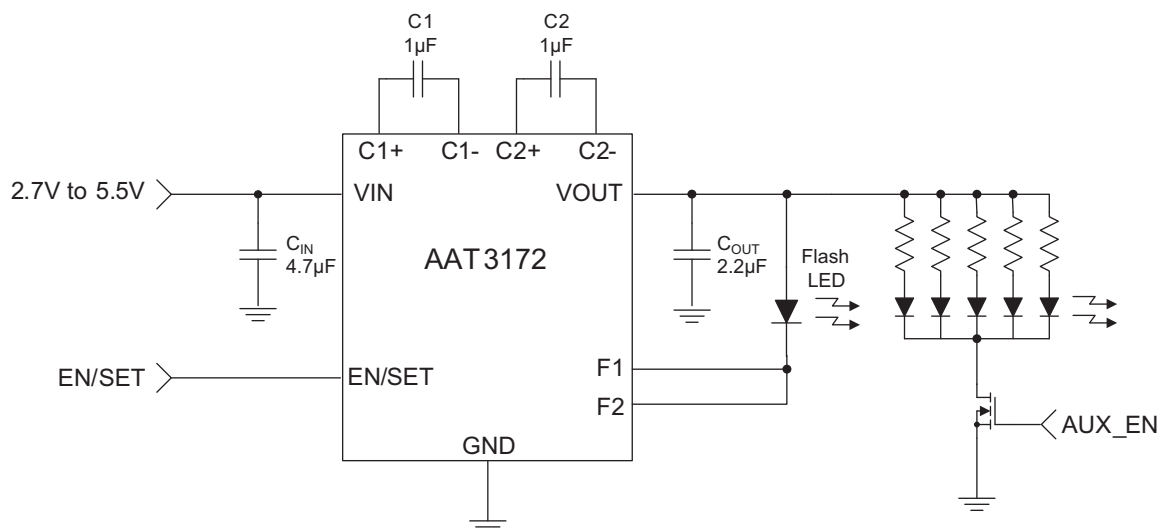 C1
1µF
C2
1µF
C1+ C1- C2+ C2-
2.7V to 5.5V
VIN
VOUT
CIN
4.7µF
AAT3172
COUT
2.2µF
Flash
LED
EN/SET
EN/SET
F1
F2
GND
AUX_EN